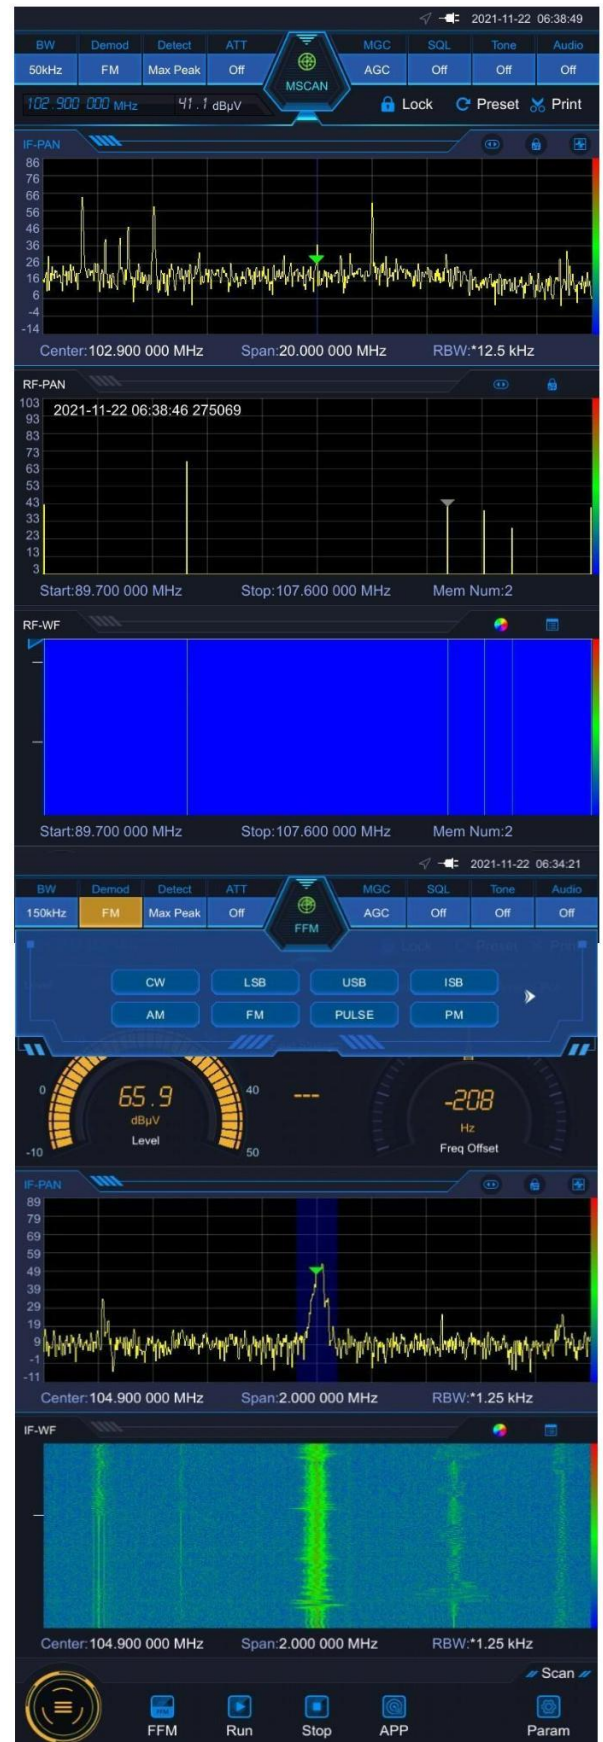 2021-11-22 06:38:49
BW Demod Detect ATT MGC SQL Tone Audio
50kHz FM Max Peak Off MSCAN AGC Off Off Off
102.900 000 MHz 41.1 dBµV Lock Preset Print
IF-PAN
86
76
66
56
46
36
26
16
6
-4
-14
Center:102.900 000 MHz Span:20.000 000 MHz RBW:*12.5 kHz
RF-PAN
103
2021-11-22 06:38:46 275069
93
83
73
63
53
43
33
23
13
3
Start:89.700 000 MHz Stop:107.600 000 MHz Mem Num:2
RF-WF
Start:89.700 000 MHz Stop:107.600 000 MHz Mem Num:2
2021-11-22 06:34:21
BW Demod Detect ATT MGC SQL Tone Audio
150kHz FM Max Peak Off FFM AGC Off Off Off
CW LSB USB ISB
AM FM PULSE PM
0 65.9 40 --- -208
dBµV Hz
Level Freq Offset
-10 50
IF-PAN
89
79
69
59
49
39
29
19
9
-1
-11
Center:104.900 000 MHz Span:2.000 000 MHz RBW:*1.25 kHz
IF-WF
Center:104.900 000 MHz Span:2.000 000 MHz RBW:*1.25 kHz
Scan
FFM Run Stop APP Param